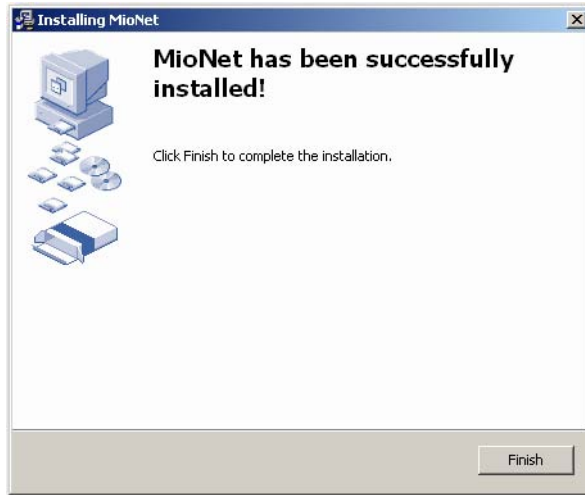 Installing MioNet
MioNet has been successfully
installed!
Click Finish to complete the installation.
Finish